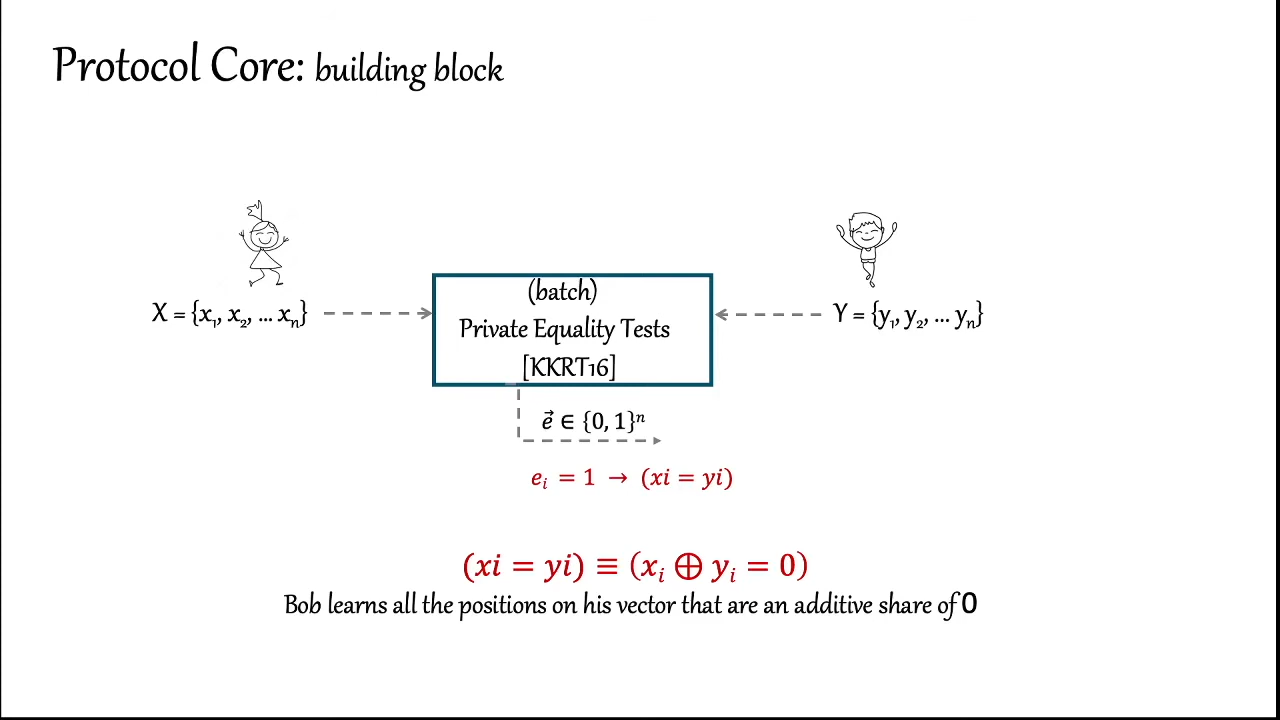 Protocol Core: building block
(batch)
X = {x₁, x₂, ... xₙ}
Private Equality Tests
Y = {y₁, y₂, ... yₙ}
[KKRT16]
e⃗ ∈ {0, 1}ⁿ
eᵢ = 1 → (xi = yi)
(xi = yi) ≡ (xᵢ ⊕ yᵢ = 0)
Bob learns all the positions on his vector that are an additive share of 0